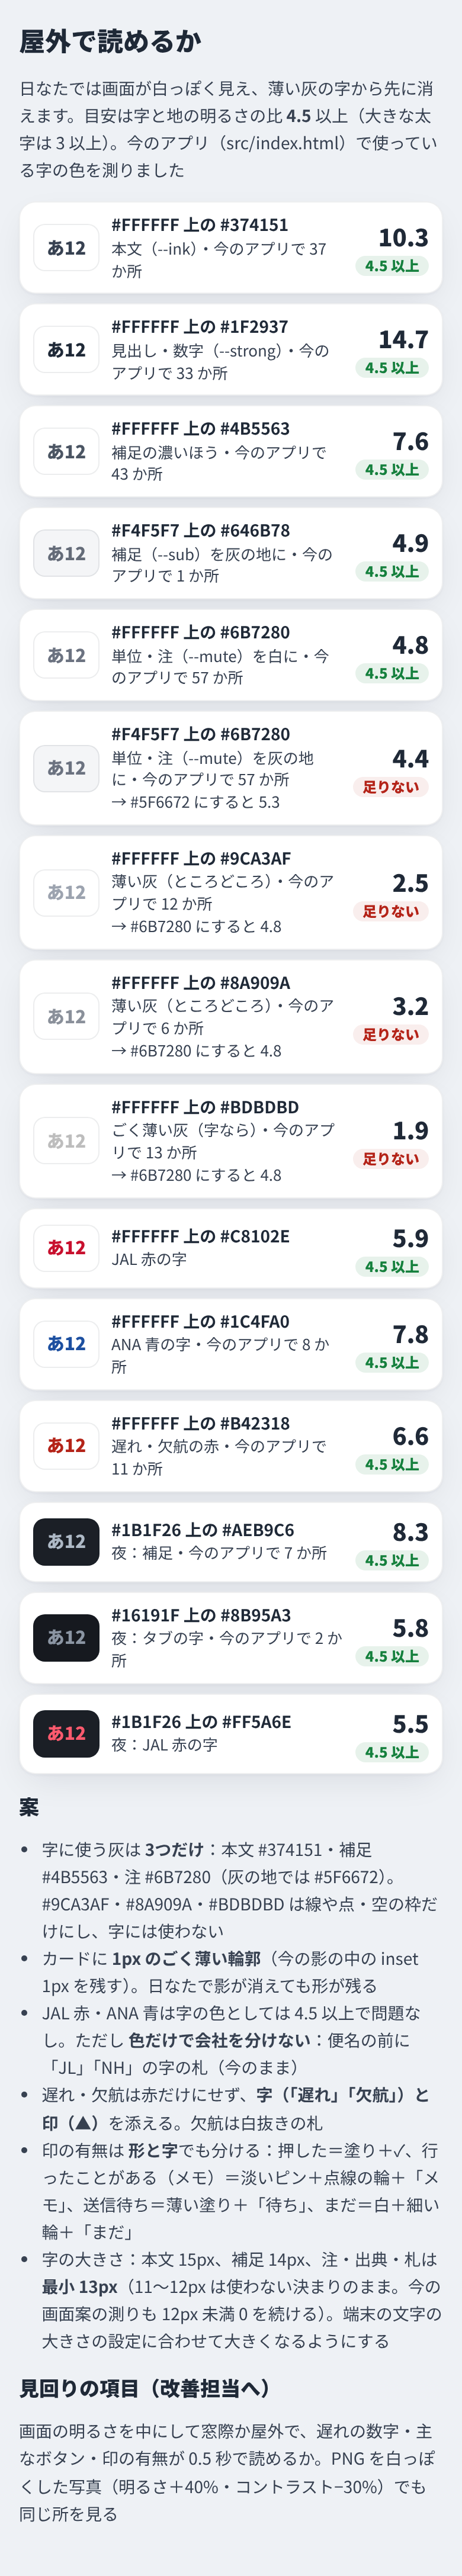 屋外で読めるか
日なたでは画面が白っぽく見え、薄い灰の字から先に消
えます。目安は字と地の明るさの比 4.5 以上（大きな太
字は 3 以上）。今のアプリ（src/index.html）で使ってい
る字の色を測りました
あ12
#FFFFFF 上の #374151
本文（--ink）・今のアプリで 37
か所
10.3
4.5 以上
あ12
#FFFFFF 上の #1F2937
見出し・数字（--strong）・今の
アプリで 33 か所
14.7
4.5 以上
あ12
#FFFFFF 上の #4B5563
補足の濃いほう・今のアプリで
43 か所
7.6
4.5 以上
あ12
#F4F5F7 上の #646B78
補足（--sub）を灰の地に・今の
アプリで 1 か所
4.9
4.5 以上
あ12
#FFFFFF 上の #6B7280
単位・注（--mute）を白に・今
のアプリで 57 か所
4.8
4.5 以上
あ12
#F4F5F7 上の #6B7280
単位・注（--mute）を灰の地
に・今のアプリで 57 か所
→ #5F6672 にすると 5.3
4.4
足りない
あ12
#FFFFFF 上の #9CA3AF
薄い灰（ところどころ）・今のア
プリで 12 か所
→ #6B7280 にすると 4.8
2.5
足りない
あ12
#FFFFFF 上の #8A909A
薄い灰（ところどころ）・今のア
プリで 6 か所
→ #6B7280 にすると 4.8
3.2
足りない
あ12
#FFFFFF 上の #BDBDBD
ごく薄い灰（字なら）・今のアプ
リで 13 か所
→ #6B7280 にすると 4.8
1.9
足りない
あ12
#FFFFFF 上の #C8102E
JAL 赤の字
5.9
4.5 以上
あ12
#FFFFFF 上の #1C4FA0
ANA 青の字・今のアプリで 8 か
所
7.8
4.5 以上
あ12
#FFFFFF 上の #B42318
遅れ・欠航の赤・今のアプリで
11 か所
6.6
4.5 以上
あ12
#1B1F26 上の #AEB9C6
夜：補足・今のアプリで 7 か所
8.3
4.5 以上
あ12
#16191F 上の #8B95A3
夜：タブの字・今のアプリで 2 か
所
5.8
4.5 以上
あ12
#1B1F26 上の #FF5A6E
夜：JAL 赤の字
5.5
4.5 以上
案
• 字に使う灰は 3つだけ：本文 #374151・補足
#4B5563・注 #6B7280（灰の地では #5F6672）。
#9CA3AF・#8A909A・#BDBDBD は線や点・空の枠だ
けにし、字には使わない
• カードに 1px のごく薄い輪郭（今の影の中の inset
1px を残す）。日なたで影が消えても形が残る
• JAL 赤・ANA 青は字の色としては 4.5 以上で問題な
し。ただし 色だけで会社を分けない：便名の前に
「JL」「NH」の字の札（今のまま）
• 遅れ・欠航は赤だけにせず、字（「遅れ」「欠航」）と
印（▲）を添える。欠航は白抜きの札
• 印の有無は 形と字でも分ける：押した＝塗り＋✓、行
ったことがある（メモ）＝淡いピン＋点線の輪＋「メ
モ」、送信待ち＝薄い塗り＋「待ち」、まだ＝白＋細い
輪＋「まだ」
• 字の大きさ：本文 15px、補足 14px、注・出典・札は
最小 13px（11〜12px は使わない決まりのまま。今の
画面案の測りも 12px 未満 0 を続ける）。端末の文字の
大きさの設定に合わせて大きくなるようにする
見回りの項目（改善担当へ）
画面の明るさを中にして窓際か屋外で、遅れの数字・主
なボタン・印の有無が 0.5 秒で読めるか。PNG を白っぽ
くした写真（明るさ＋40%・コントラスト−30%）でも
同じ所を見る